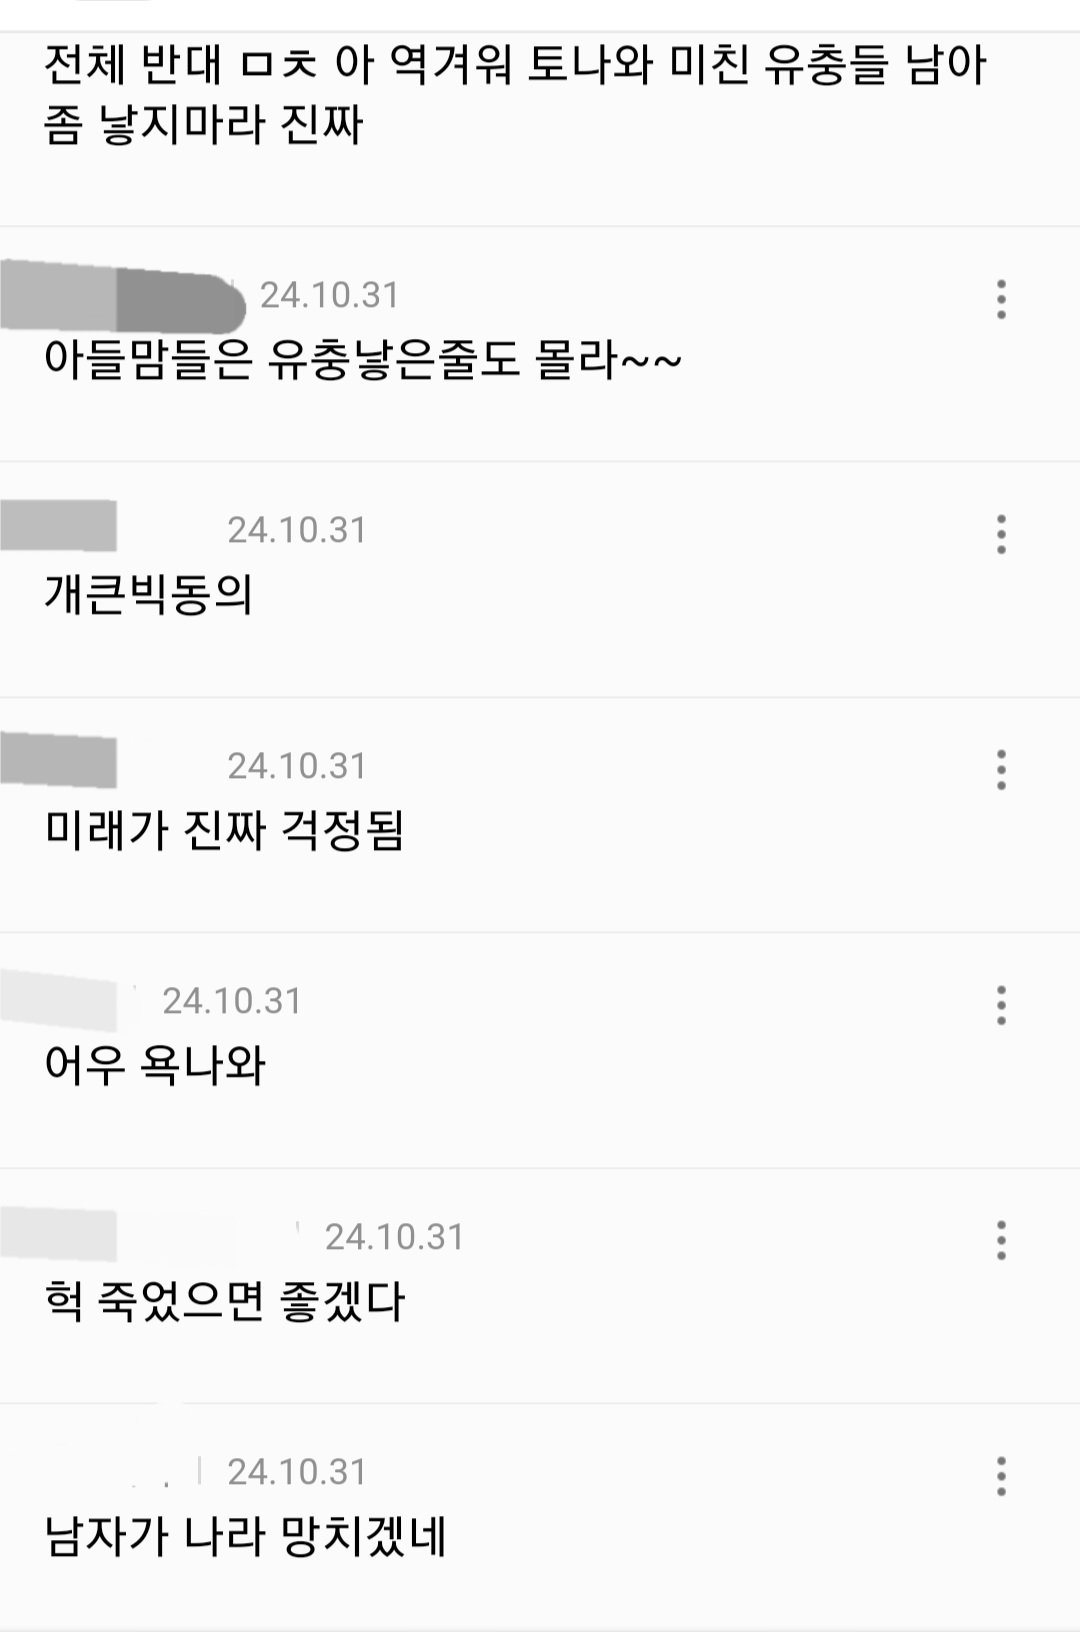 전체 반대 ㅁㅊ 아 역겨워 토나와 미친 유충들 남아
좀 낳지마라 진짜
24.10.31
아들맘들은 유충낳은줄도 몰라~~
24.10.31
개큰빅동의
24.10.31
미래가 진짜 걱정됨
24.10.31
어우 욕나와
24.10.31
헉 죽었으면 좋겠다
24.10.31
남자가 나라 망치겠네